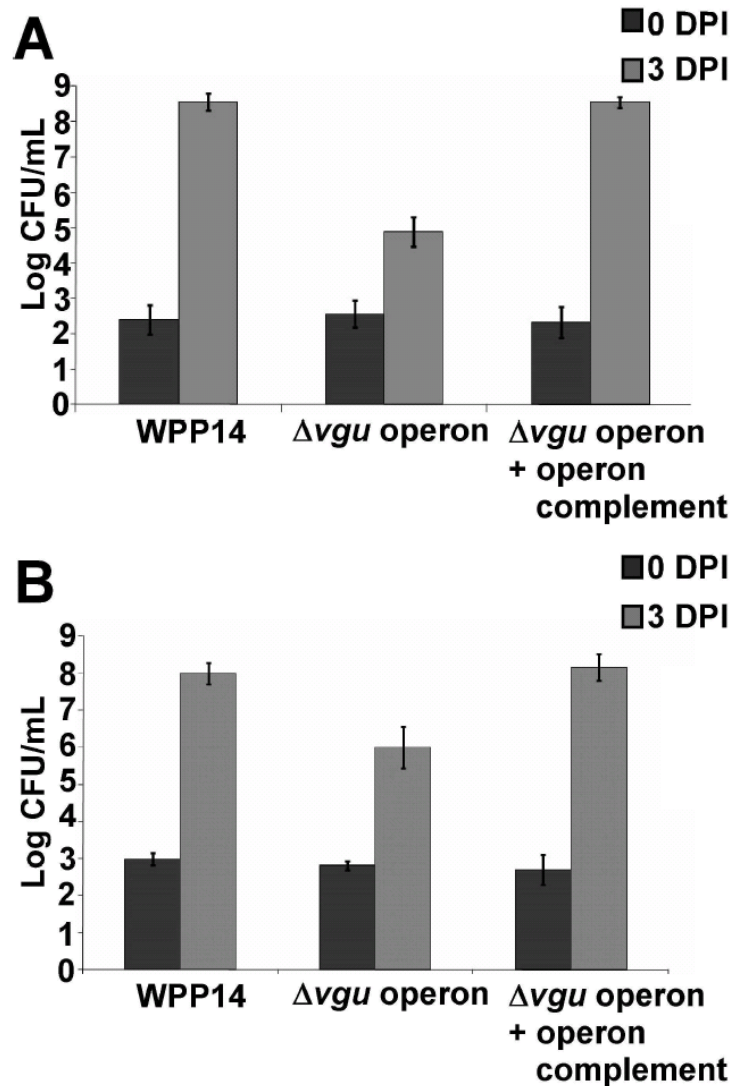 A
0 DPI
3 DPI
Log CFU/mL
9
8
7
6
5
4
3
2
1
0
WPP14
Δvgu operon
Δvgu operon
+ operon
complement
B
0 DPI
3 DPI
Log CFU/mL
9
8
7
6
5
4
3
2
1
0
WPP14
Δvgu operon
Δvgu operon
+ operon
complement